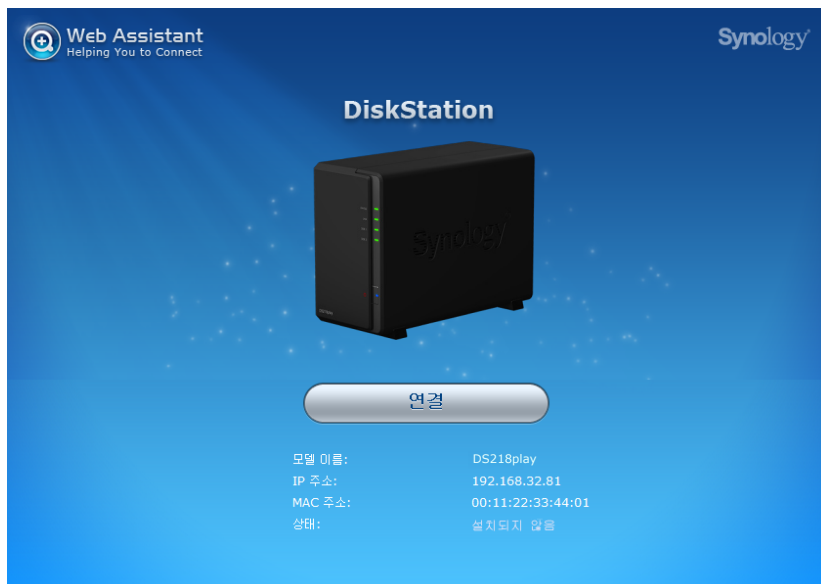 Web Assistant
Helping You to Connect
Synology
DiskStation
Synology
연결
모델 이름: DS218play
IP 주소: 192.168.32.81
MAC 주소: 00:11:22:33:44:01
상태: 설치되지 않음